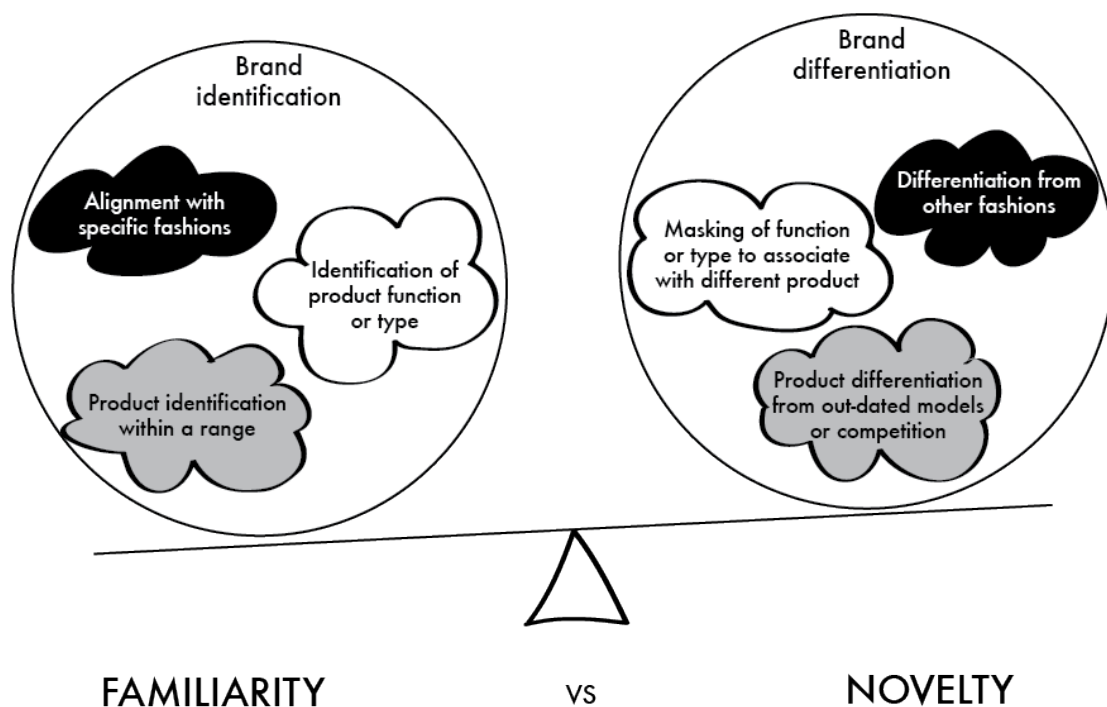 Brand
identification
Alignment with
specific fashions
Identification of
product function
or type
Product identification
within a range
Brand
differentiation
Differentiation from
other fashions
Masking of function
or type to associate
with different product
Product differentiation
from out-dated models
or competition
FAMILIARITY
vs
NOVELTY